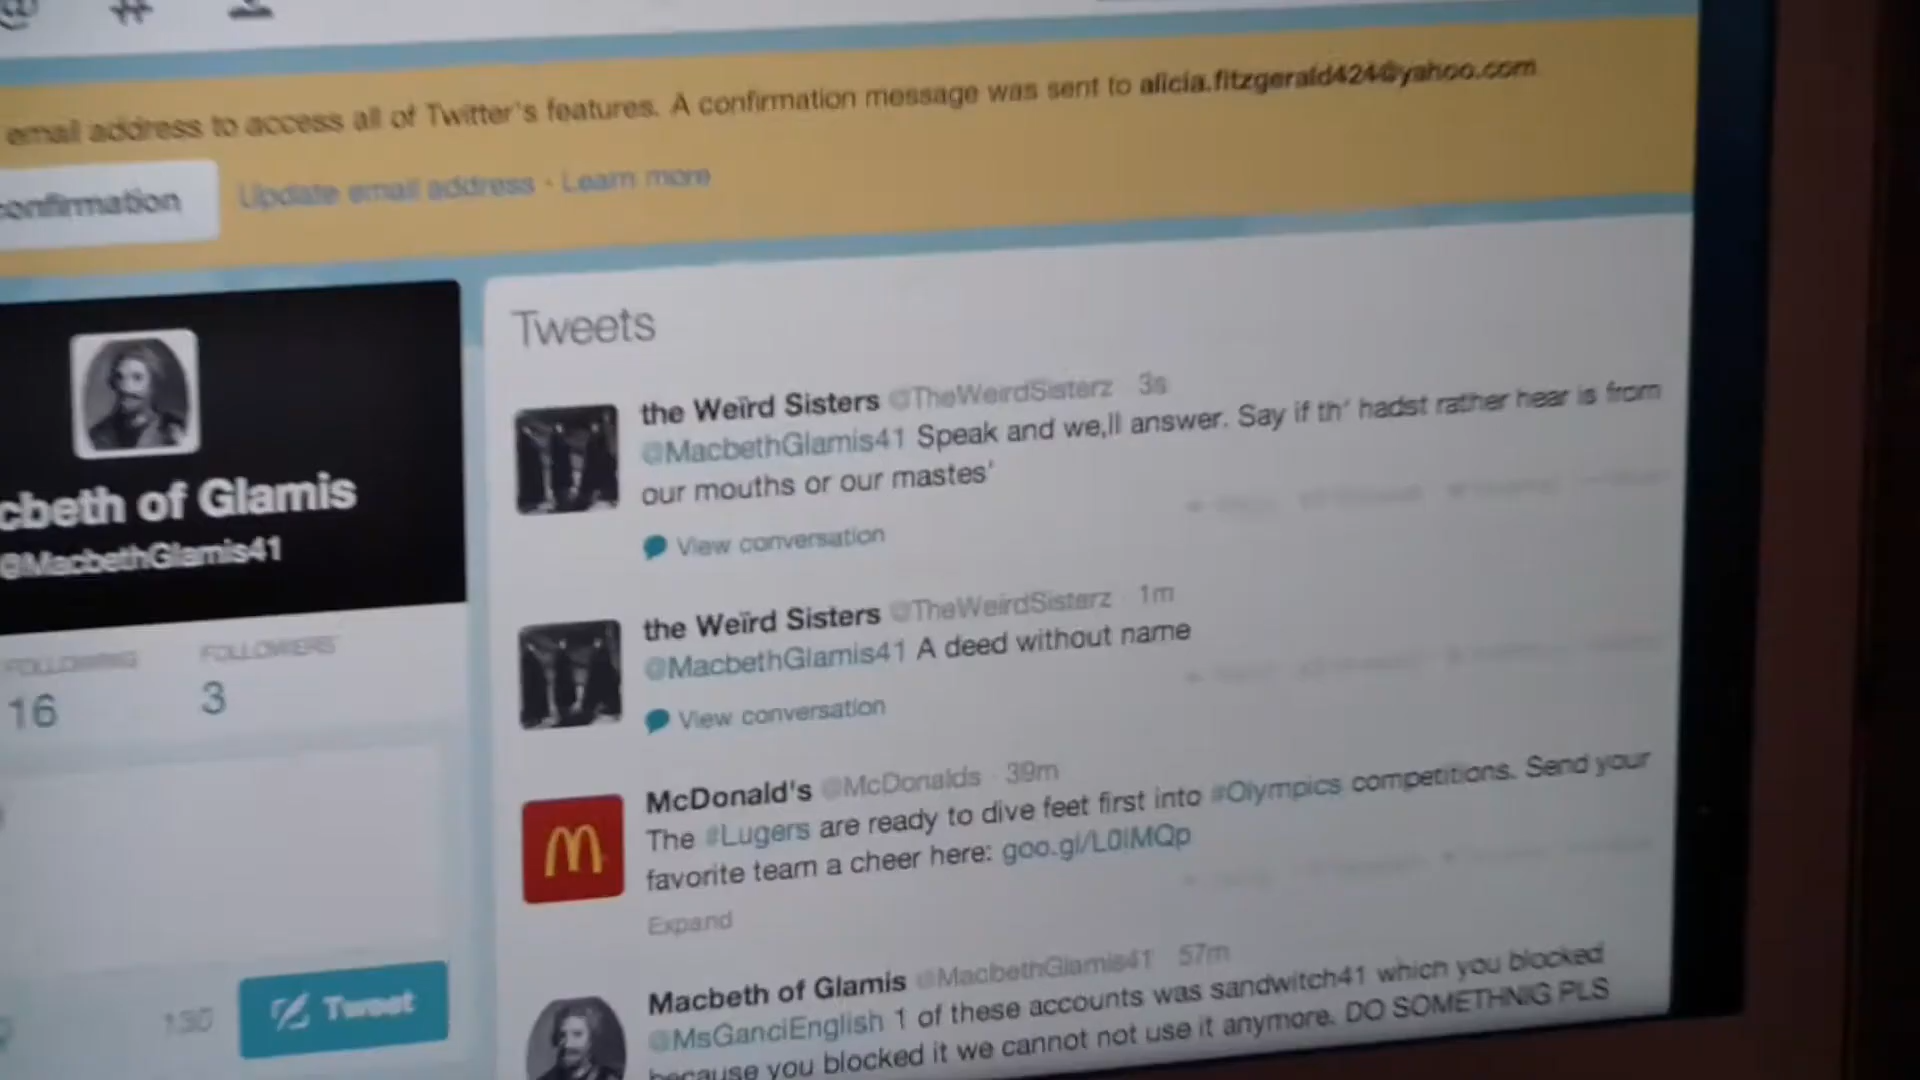 email address to access all of Twitter's features. A confirmation message was sent to alicia.fitzgerald424@yahoo.com
confirmation
Update email address · Learn more
Tweets
cbeth of Glamis
@MacbethGlamis41
FOLLOWING
FOLLOWERS
16
3
130
Tweet
the Weïrd Sisters @TheWeirdSisterz 3s
@MacbethGlamis41 Speak and we,ll answer. Say if th' hadst rather hear is from
our mouths or our mastes'
View conversation
the Weïrd Sisters @TheWeirdSisterz · 1m
@MacbethGlamis41 A deed without name
View conversation
McDonald's @McDonalds · 39m
The #Lugers are ready to dive feet first into #Olympics competitions. Send your
favorite team a cheer here: goo.gl/L0IMQp
Expand
Macbeth of Glamis @MacbethGlamis41 57m
@MsGanciEnglish 1 of these accounts was sandwitch41 which you blocked
because you blocked it we cannot not use it anymore. DO SOMETHNIG PLS